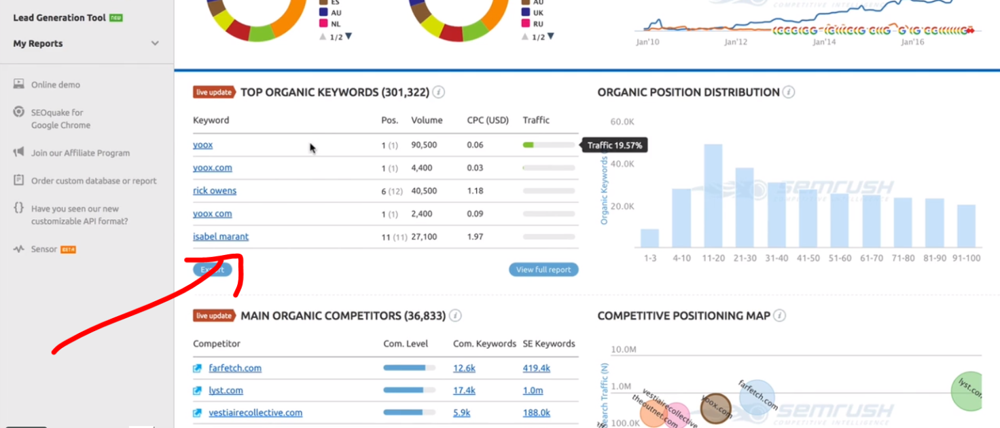 Lead Generation Tool new
My Reports
Online demo
SEOquake for
Google Chrome
Join our Affiliate Program
Order custom database or report
Have you seen our new
customizable API format?
Sensor BETA
ES
AU
NL
1/2
AU
UK
RU
1/2
COMPETITIVE INTELLIGENCE
Jan'10 Jan'12 Jan'14 Jan'16
live update TOP ORGANIC KEYWORDS (301,322)
Keyword Pos. Volume CPC (USD) Traffic
yoox 1 (1) 90,500 0.06
Traffic 19.57%
yoox.com 1 (1) 4,400 0.03
rick owens 6 (12) 40,500 1.18
yoox com 1 (1) 2,400 0.09
isabel marant 11 (11) 27,100 1.97
Export View full report
ORGANIC POSITION DISTRIBUTION
Organic Keywords
60.0K
40.0K
20.0K
semrush
COMPETITIVE INTELLIGENCE
1-3 4-10 11-20 21-30 31-40 41-50 51-60 61-70 71-80 81-90 91-100
live update MAIN ORGANIC COMPETITORS (36,833)
Competitor Com. Level Com. Keywords SE Keywords
farfetch.com 12.6k 419.4k
lyst.com 17.4k 1.0m
vestiairecollective.com 5.9k 188.0k
COMPETITIVE POSITIONING MAP
Search Traffic (N)
10.0M
1.0M
100.0K
theoutnet.com
vestiairecollective
yoox.com
farfetch.com
lyst.com
semrush
COMPETITIVE INTELLIGENCE